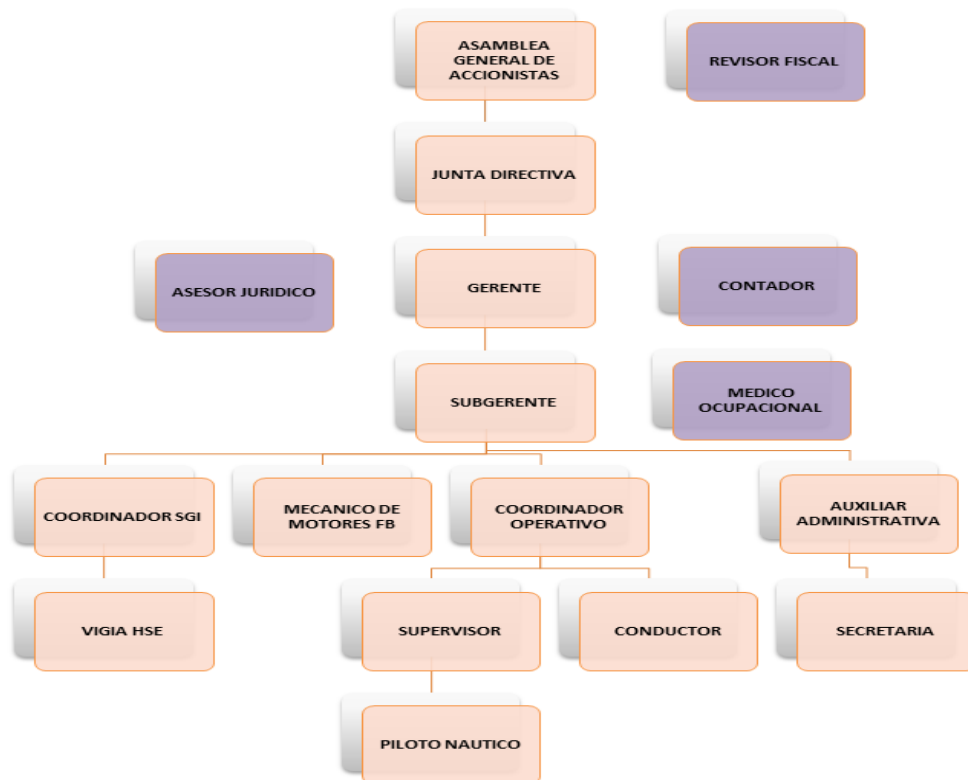 ASAMBLEA
GENERAL DE
ACCIONISTAS
REVISOR FISCAL
JUNTA DIRECTIVA
ASESOR JURIDICO
GERENTE
CONTADOR
SUBGERENTE
MEDICO
OCUPACIONAL
COORDINADOR SGI
MECANICO DE
MOTORES FB
COORDINADOR
OPERATIVO
AUXILIAR
ADMINISTRATIVA
VIGIA HSE
SUPERVISOR
CONDUCTOR
SECRETARIA
PILOTO NAUTICO